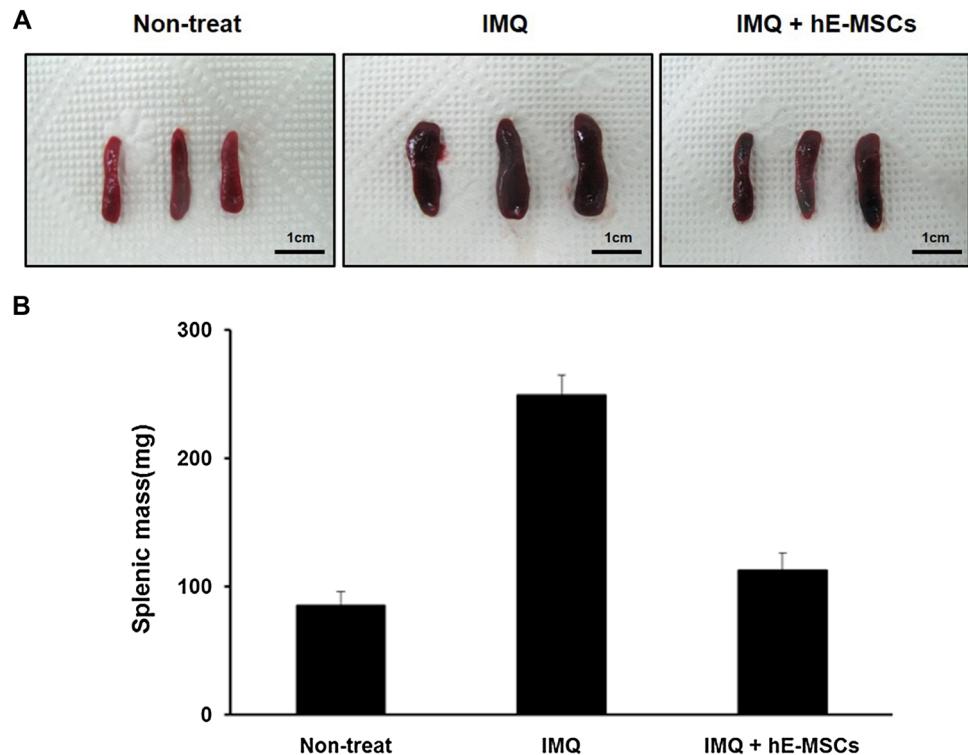 A
Non-treat
IMQ
IMQ + hE-MSCs
1cm
1cm
1cm
B
300
200
100
0
Splenic mass(mg)
Non-treat
IMQ
IMQ + hE-MSCs